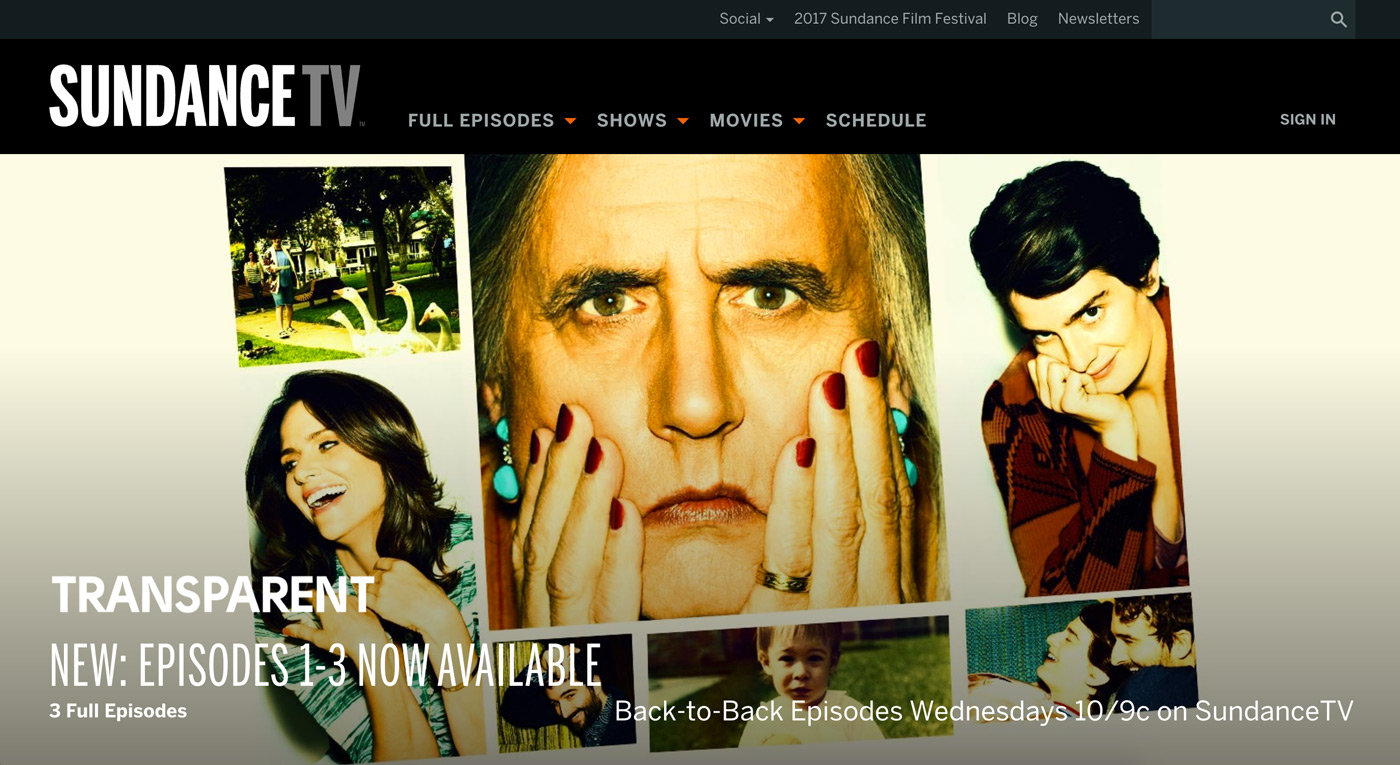 Social
2017 Sundance Film Festival
Blog
Newsletters
SUNDANCE TV™
FULL EPISODES
SHOWS
MOVIES
SCHEDULE
SIGN IN
TRANSPARENT
NEW: EPISODES 1-3 NOW AVAILABLE
3 Full Episodes
Back-to-Back Episodes Wednesdays 10/9c on SundanceTV